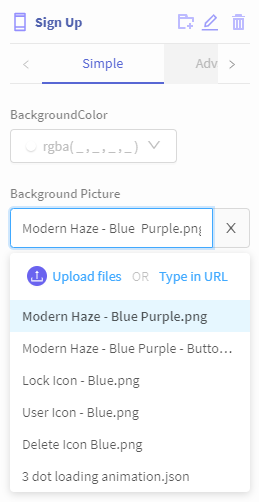 Sign Up
Simple
Adv
BackgroundColor
rgba( _ , _ , _ , _ )
Background Picture
Modern Haze - Blue  Purple.png
X
Upload files OR Type in URL
Modern Haze - Blue Purple.png
Modern Haze - Blue Purple - Butto...
Lock Icon - Blue.png
User Icon - Blue.png
Delete Icon Blue.png
3 dot loading animation.json